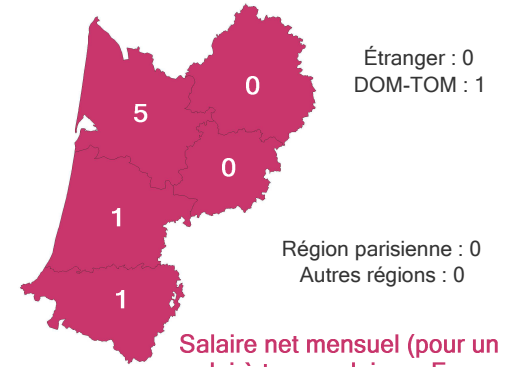 Étranger : 0
DOM-TOM : 1
0
5
0
1
Région parisienne : 0
Autres régions : 0
1
Salaire net mensuel (pour un